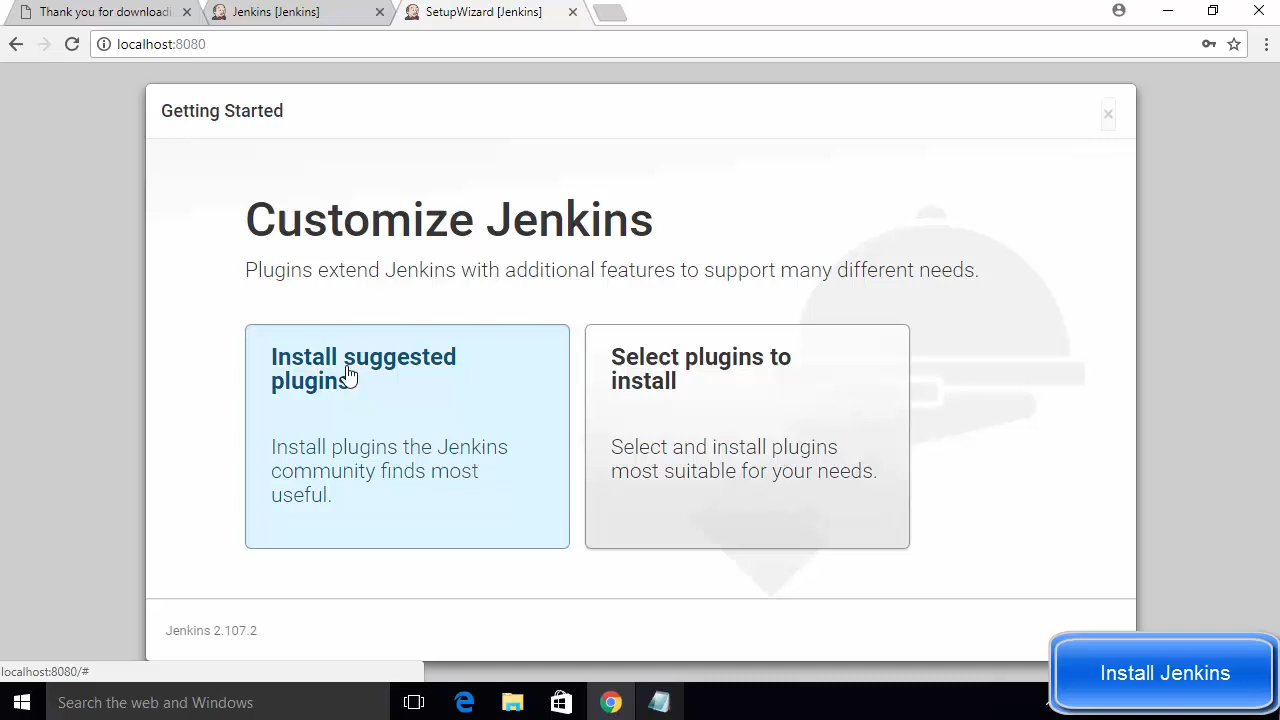 Thank you for downloadi
Jenkins [Jenkins]
SetupWizard [Jenkins]
localhost:8080
Getting Started
Customize Jenkins
Plugins extend Jenkins with additional features to support many different needs.
Install suggested
plugins
Install plugins the Jenkins
community finds most
useful.
Select plugins to
install
Select and install plugins
most suitable for your needs.
Jenkins 2.107.2
localhost:8080/#
Install Jenkins
Search the web and Windows